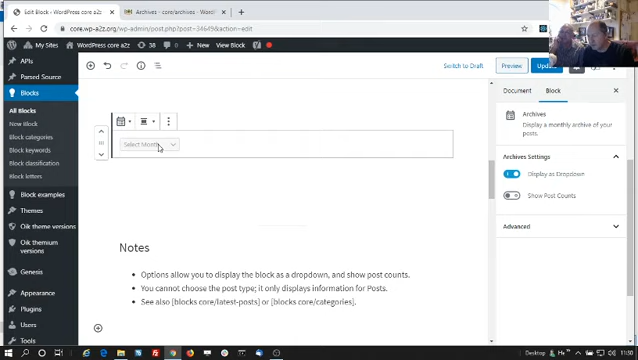 Edit Block ‹ WordPress core a2z
Archives - core/archives - WordP
core.wp-a2z.org/wp-admin/post.php?post=34649&action=edit
My Sites
WordPress core a2z
38
0
New
View Block
APIs
Parsed Source
Blocks
All Blocks
New Block
Block categories
Block keywords
Block classification
Block letters
Block examples
Themes
Oik theme versions
Oik themium versions
Genesis
Appearance
Plugins
Users
Tools
Switch to Draft
Preview
Update
Select Month
Notes
• Options allow you to display the block as a dropdown, and show post counts.
• You cannot choose the post type; it only displays information for Posts.
• See also [blocks core/latest-posts] or [blocks core/categories].
Document
Block
Archives
Display a monthly archive of your posts.
Archives Settings
Display as Dropdown
Show Post Counts
Advanced
Desktop
11:50